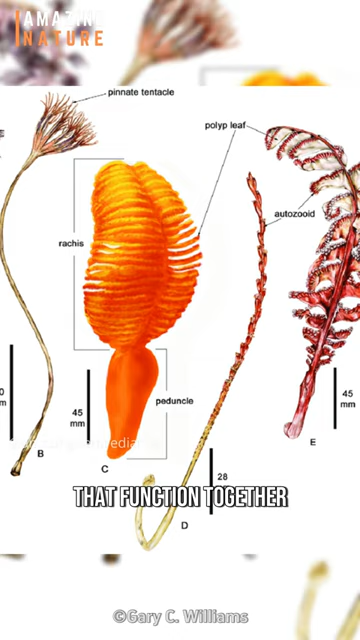 AMAZING
NATURE
pinnate tentacle
polyp leaf
autozooid
rachis
45
mm
peduncle
45
mm
B
C
D
E
28
THAT FUNCTION TOGETHER
©Gary C. Williams